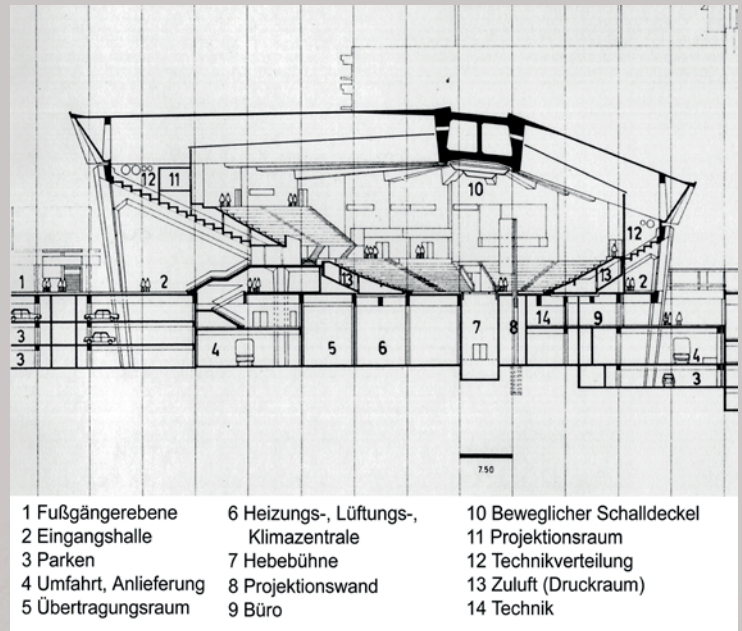 12
11
10
12
1
2
13
13
2
3
3
4
5
6
7
8
14
9
4
3
7.50
1 Fußgängerebene
2 Eingangshalle
3 Parken
4 Umfahrt, Anlieferung
5 Übertragungsraum
6 Heizungs-, Lüftungs-,
Klimazentrale
7 Hebebühne
8 Projektionswand
9 Büro
10 Beweglicher Schalldeckel
11 Projektionsraum
12 Technikverteilung
13 Zuluft (Druckraum)
14 Technik